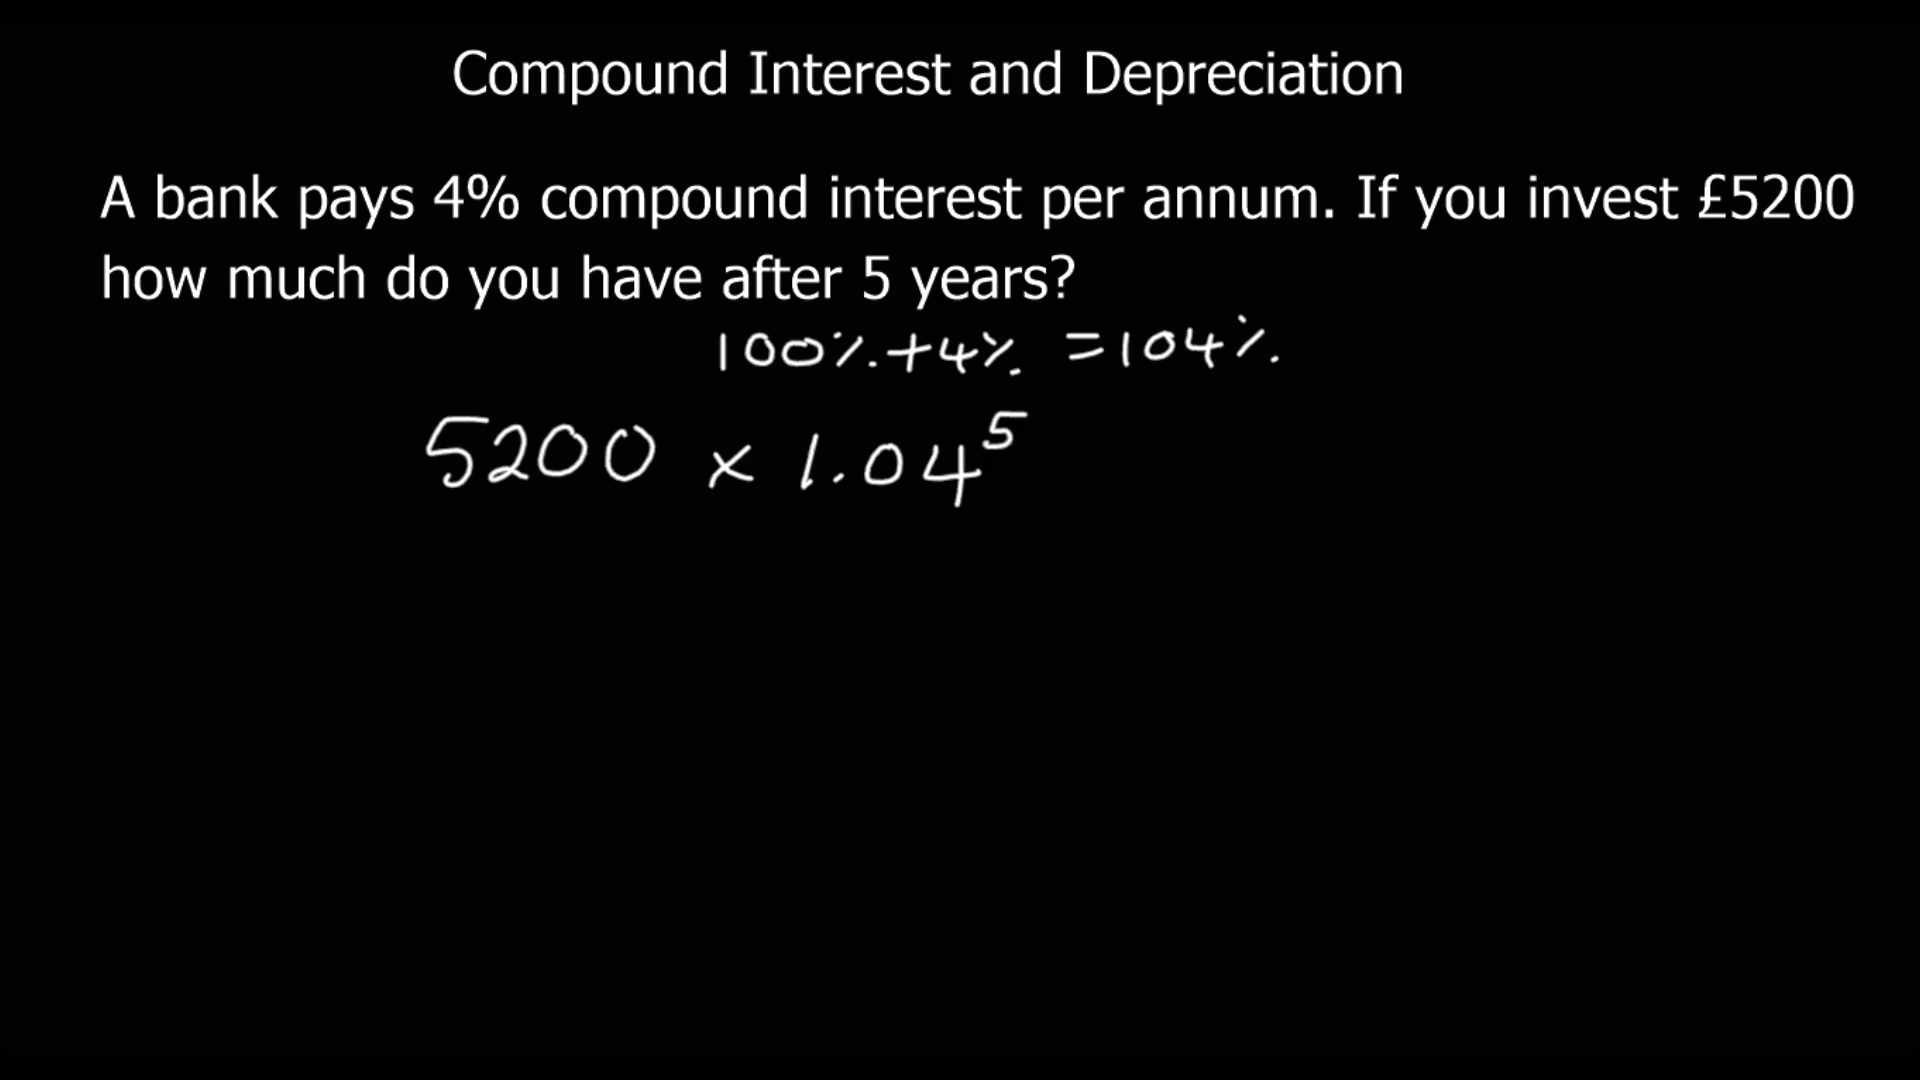 Compound Interest and Depreciation
A bank pays 4% compound interest per annum. If you invest £5200
how much do you have after 5 years?
100%+4% =104%
5200 x 1.04⁵